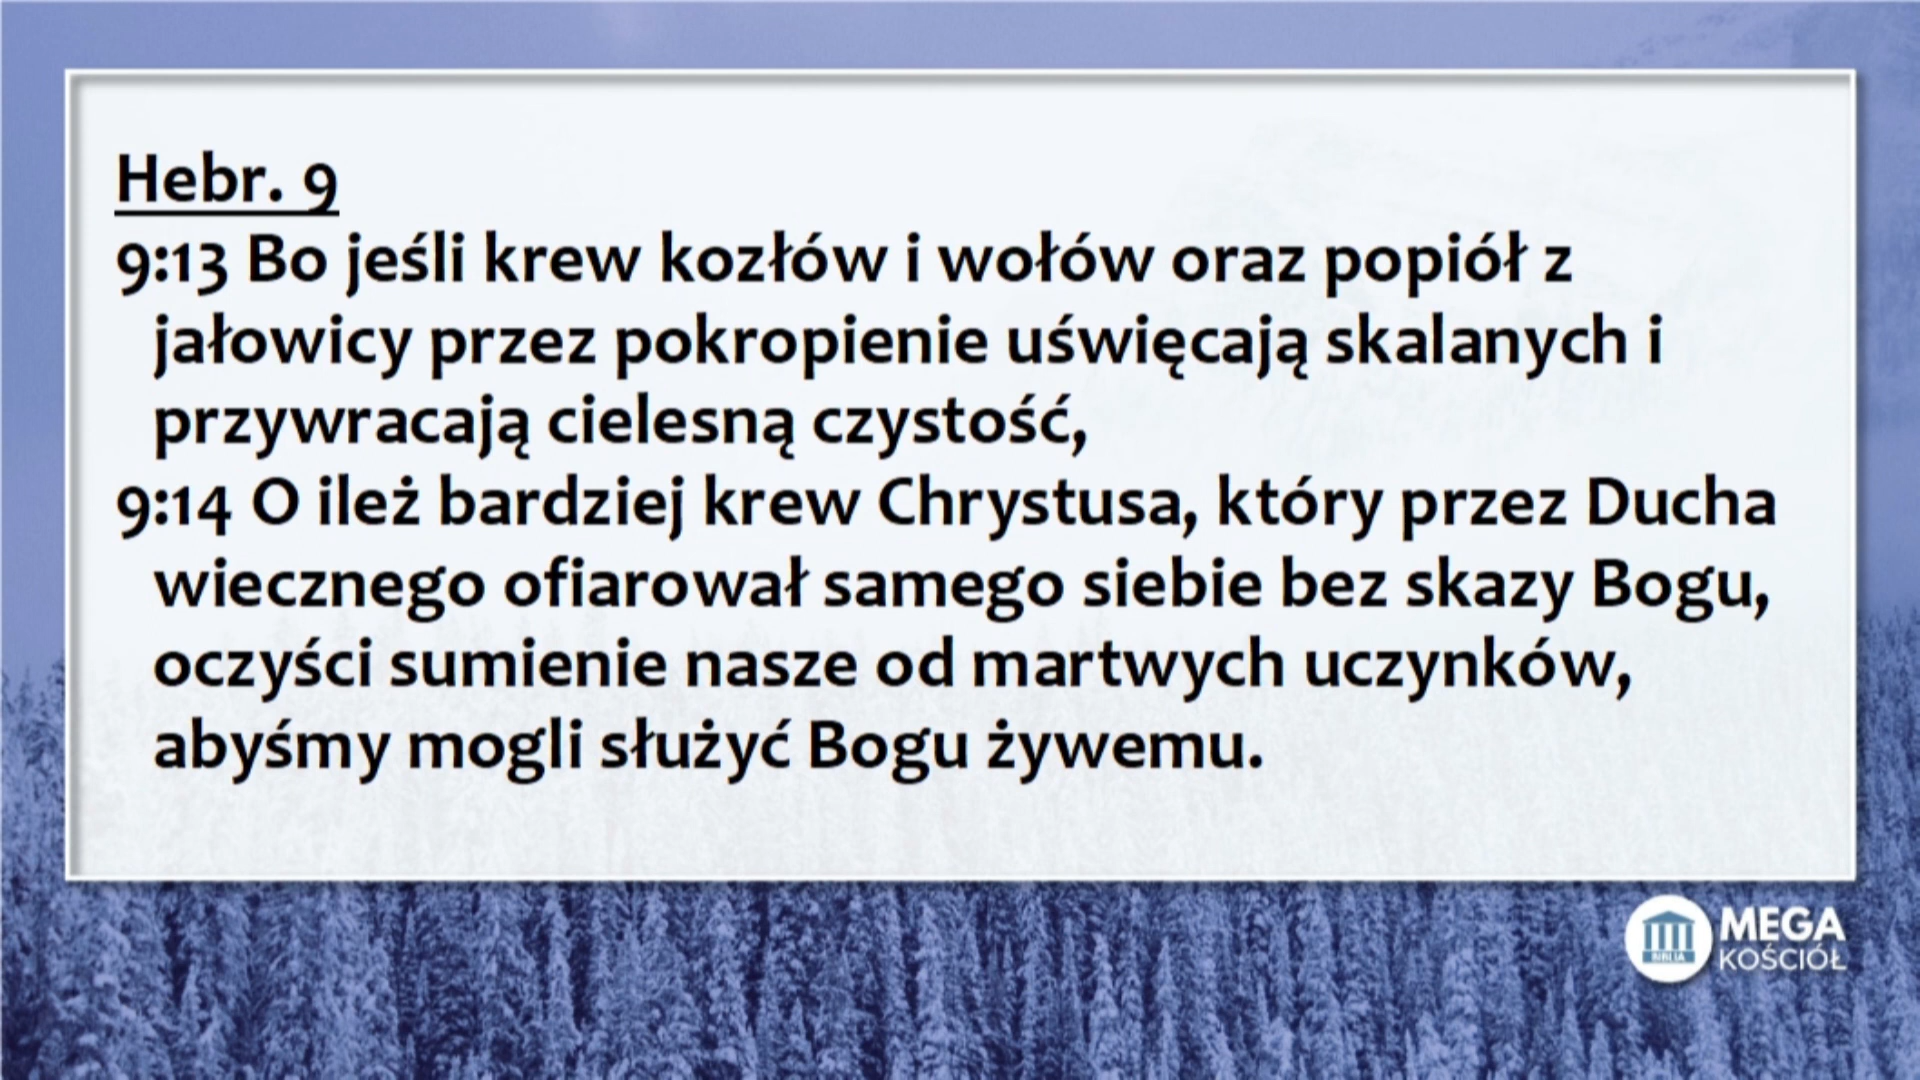 Hebr. 9
9:13 Bo jeśli krew kozłów i wołów oraz popiół z
jałowicy przez pokropienie uświęcają skalanych i
przywracają cielesną czystość,
9:14 O ileż bardziej krew Chrystusa, który przez Ducha
wiecznego ofiarował samego siebie bez skazy Bogu,
oczyści sumienie nasze od martwych uczynków,
abyśmy mogli służyć Bogu żywemu.
BIBLIA
MEGA
KOŚCIÓŁ